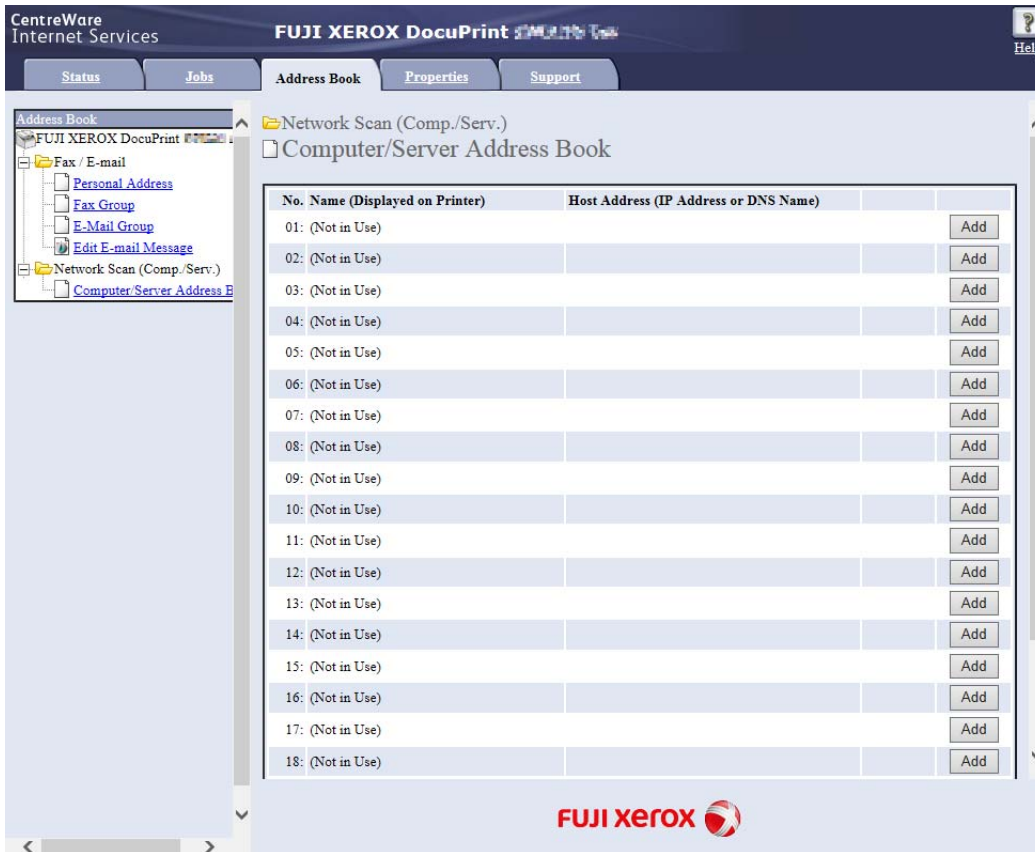 CentreWare
Internet Services
FUJI XEROX DocuPrint
Hel
Status
Jobs
Address Book
Properties
Support
Address Book
FUJI XEROX DocuPrint
Fax / E-mail
Personal Address
Fax Group
E-Mail Group
Edit E-mail Message
Network Scan (Comp./Serv.)
Computer/Server Address B
Network Scan (Comp./Serv.)
Computer/Server Address Book
No. Name (Displayed on Printer) Host Address (IP Address or DNS Name)
01: (Not in Use) Add
02: (Not in Use) Add
03: (Not in Use) Add
04: (Not in Use) Add
05: (Not in Use) Add
06: (Not in Use) Add
07: (Not in Use) Add
08: (Not in Use) Add
09: (Not in Use) Add
10: (Not in Use) Add
11: (Not in Use) Add
12: (Not in Use) Add
13: (Not in Use) Add
14: (Not in Use) Add
15: (Not in Use) Add
16: (Not in Use) Add
17: (Not in Use) Add
18: (Not in Use) Add
FUJI xerox